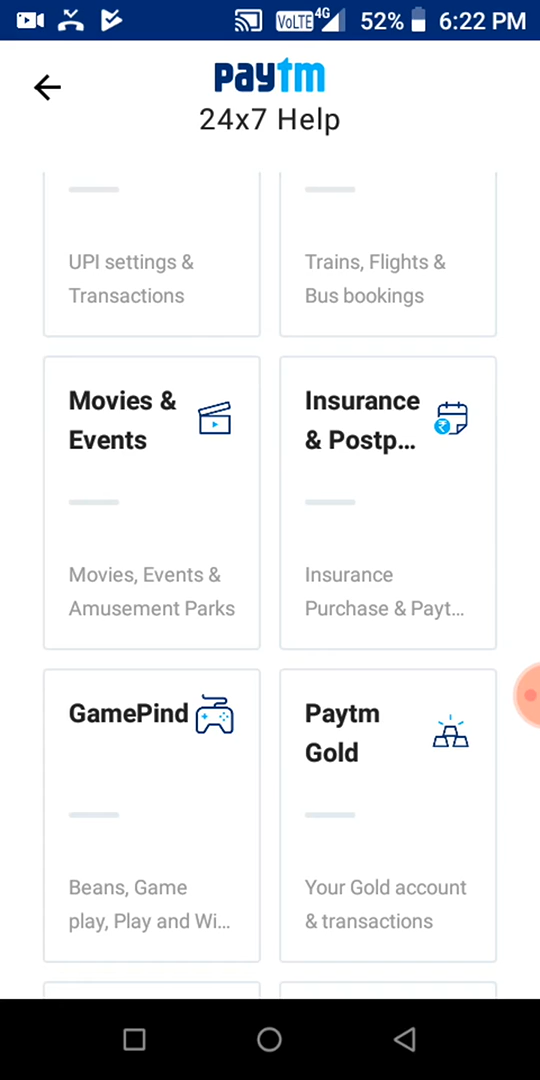 VoLTE 4G 52% 6:22 PM
paytm
24x7 Help
UPI settings &
Transactions
Trains, Flights &
Bus bookings
Movies &
Events
Movies, Events &
Amusement Parks
Insurance
& Postp...
Insurance
Purchase & Payt...
GamePind
Beans, Game
play, Play and Wi...
Paytm
Gold
Your Gold account
& transactions